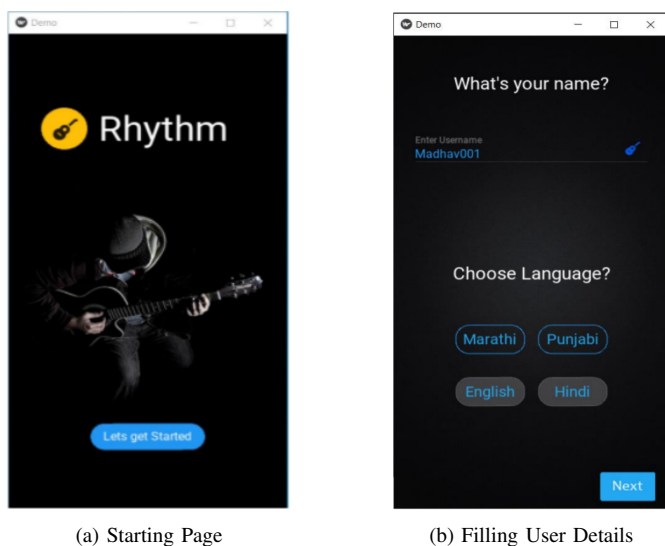 Demo
Rhythm
Lets get Started
(a) Starting Page
Demo
What's your name?
Enter Username
Madhav001
Choose Language?
Marathi Punjabi
English Hindi
Next
(b) Filling User Details